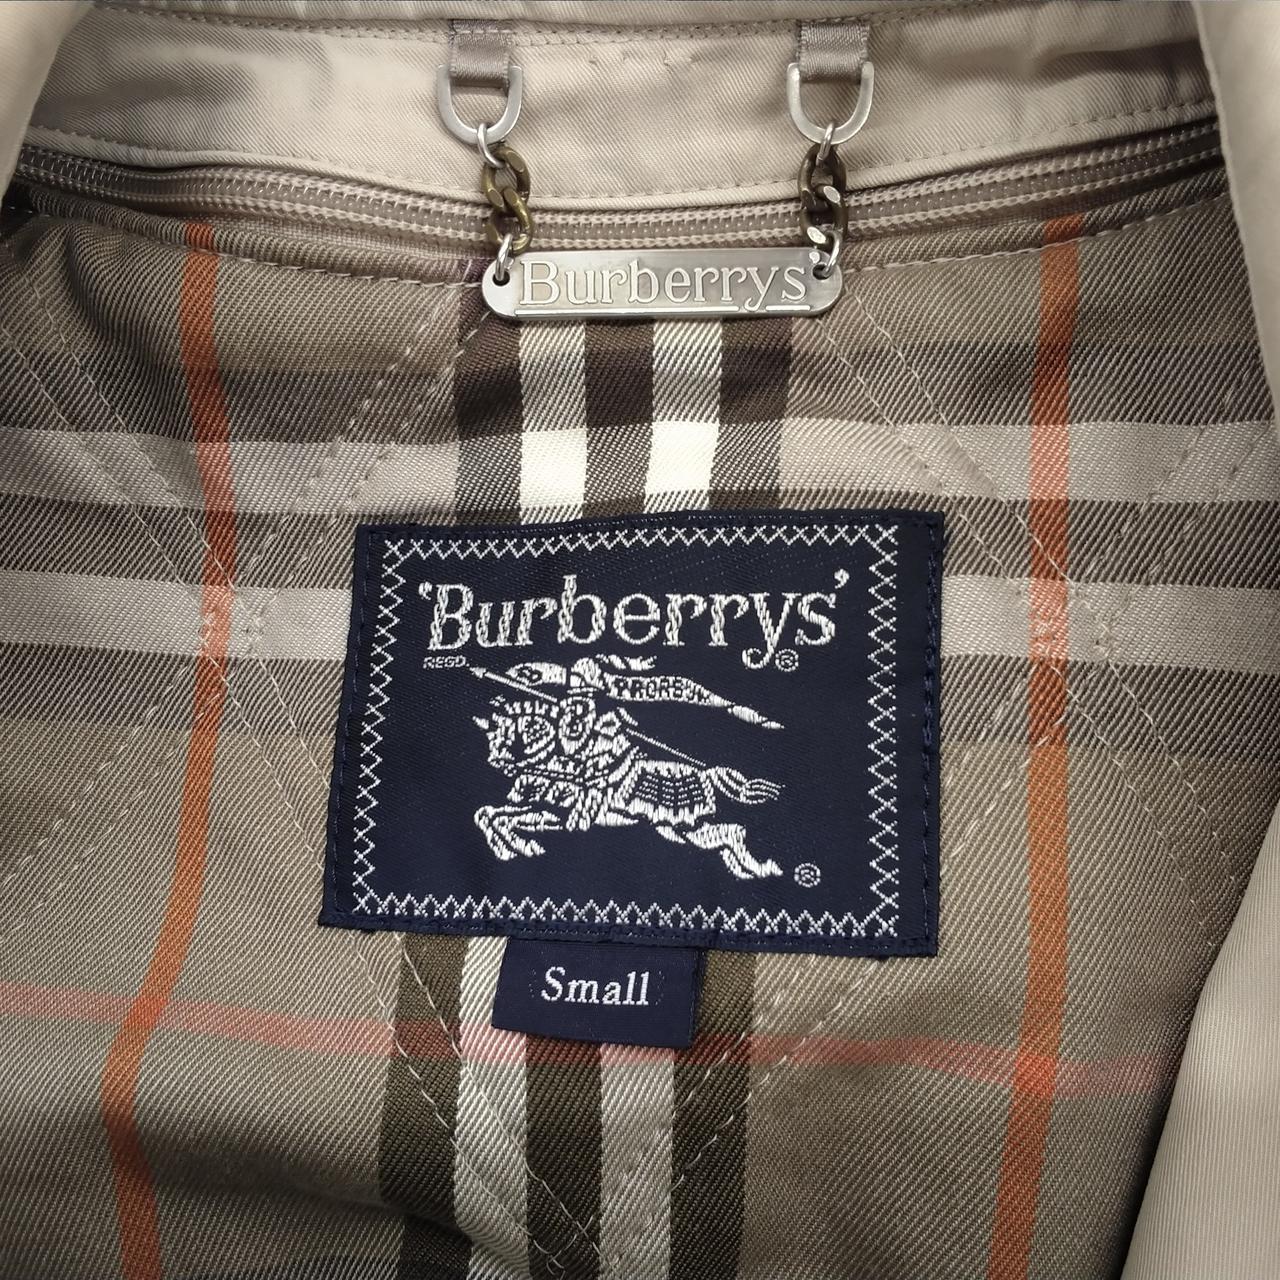 Burberrys
'Burberrys'
REGD. ®
PRORSUM
®
Small